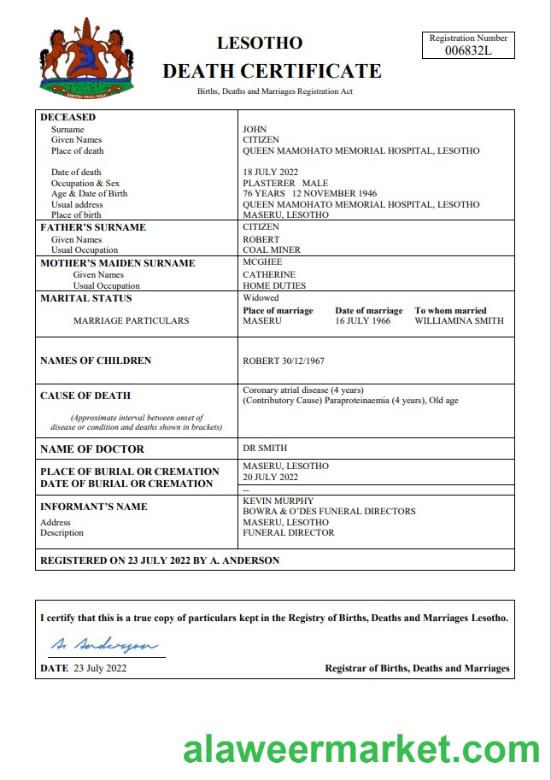 LESOTHO
DEATH CERTIFICATE
Births, Deaths and Marriages Registration Act
Registration Number
006832L
DECEASED
Surname JOHN
Given Names CITIZEN
Place of death QUEEN MAMOHATO MEMORIAL HOSPITAL, LESOTHO
Date of death 18 JULY 2022
Occupation & Sex PLASTERER MALE
Age & Date of Birth 76 YEARS 12 NOVEMBER 1946
Usual address QUEEN MAMOHATO MEMORIAL HOSPITAL, LESOTHO
Place of birth MASERU, LESOTHO
FATHER'S SURNAME CITIZEN
Given Names ROBERT
Usual Occupation COAL MINER
MOTHER'S MAIDEN SURNAME MCGHEE
Given Names CATHERINE
Usual Occupation HOME DUTIES
MARITAL STATUS Widowed
Place of marriage Date of marriage To whom married
MARRIAGE PARTICULARS MASERU 16 JULY 1966 WILLIAMINA SMITH
NAMES OF CHILDREN ROBERT 30/12/1967
CAUSE OF DEATH Coronary atrial disease (4 years)
(Contributory Cause) Paraproteinaemia (4 years), Old age
(Approximate interval between onset of
disease or condition and deaths shown in brackets)
NAME OF DOCTOR DR SMITH
PLACE OF BURIAL OR CREMATION MASERU, LESOTHO
DATE OF BURIAL OR CREMATION 20 JULY 2022
--
INFORMANT'S NAME KEVIN MURPHY
BOWRA & O'DES FUNERAL DIRECTORS
Address MASERU, LESOTHO
Description FUNERAL DIRECTOR
REGISTERED ON 23 JULY 2022 BY A. ANDERSON
I certify that this is a true copy of particulars kept in the Registry of Births, Deaths and Marriages Lesotho.
A. Anderson
DATE 23 July 2022 Registrar of Births, Deaths and Marriages
alaweermarket.com